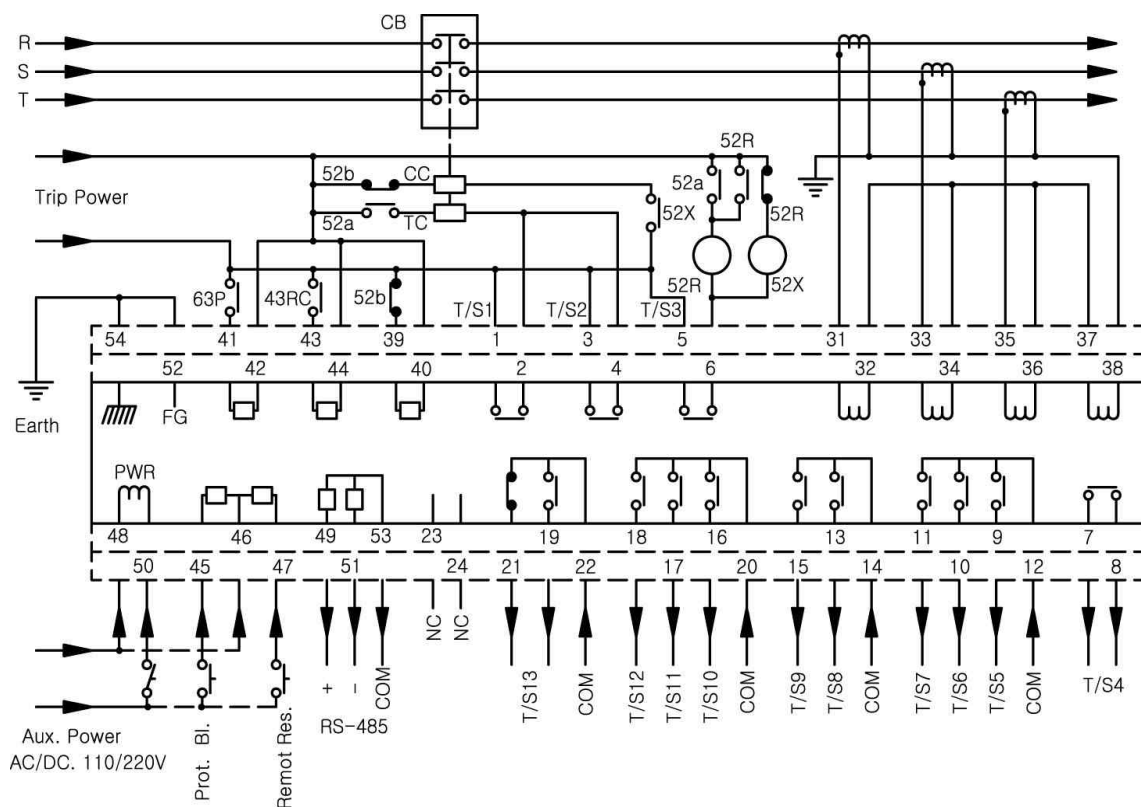 CB
R
S
T
52R
52b
CC
52a
Trip Power
52X
52R
52a
TC
63P
43RC
52b
T/S1
T/S2
T/S3
52R
52X
54
41
43
39
1
3
5
31
33
35
37
52
42
44
40
2
4
6
32
34
36
38
Earth
FG
PWR
48
46
49
53
23
19
18
16
13
11
9
7
50
45
47
51
24
21
22
17
20
15
14
10
12
8
NC
NC
+
-
COM
T/S13
COM
T/S12
T/S11
T/S10
COM
T/S9
T/S8
COM
T/S7
T/S6
T/S5
COM
T/S4
RS-485
Aux. Power
AC/DC. 110/220V
Prot. Bl.
Remot Res.